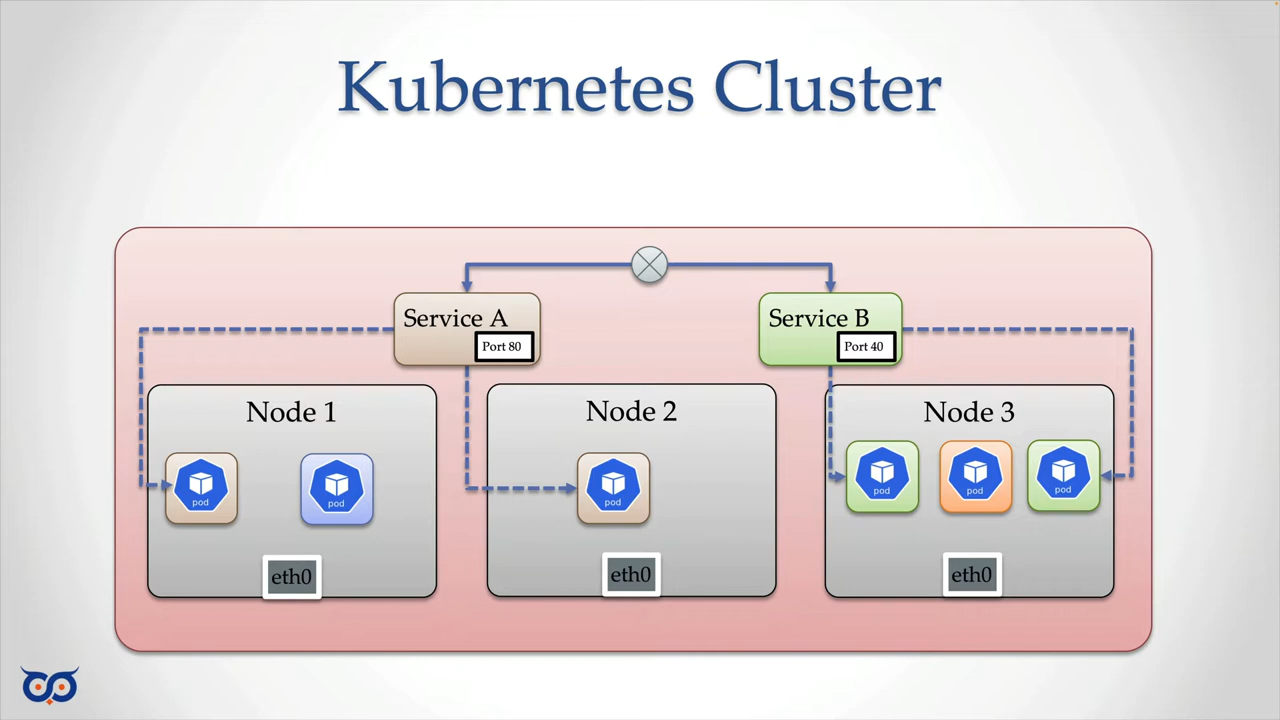 Kubernetes Cluster
Service A
Port 80
Service B
Port 40
Node 1
Node 2
Node 3
pod
pod
pod
pod
pod
pod
eth0
eth0
eth0